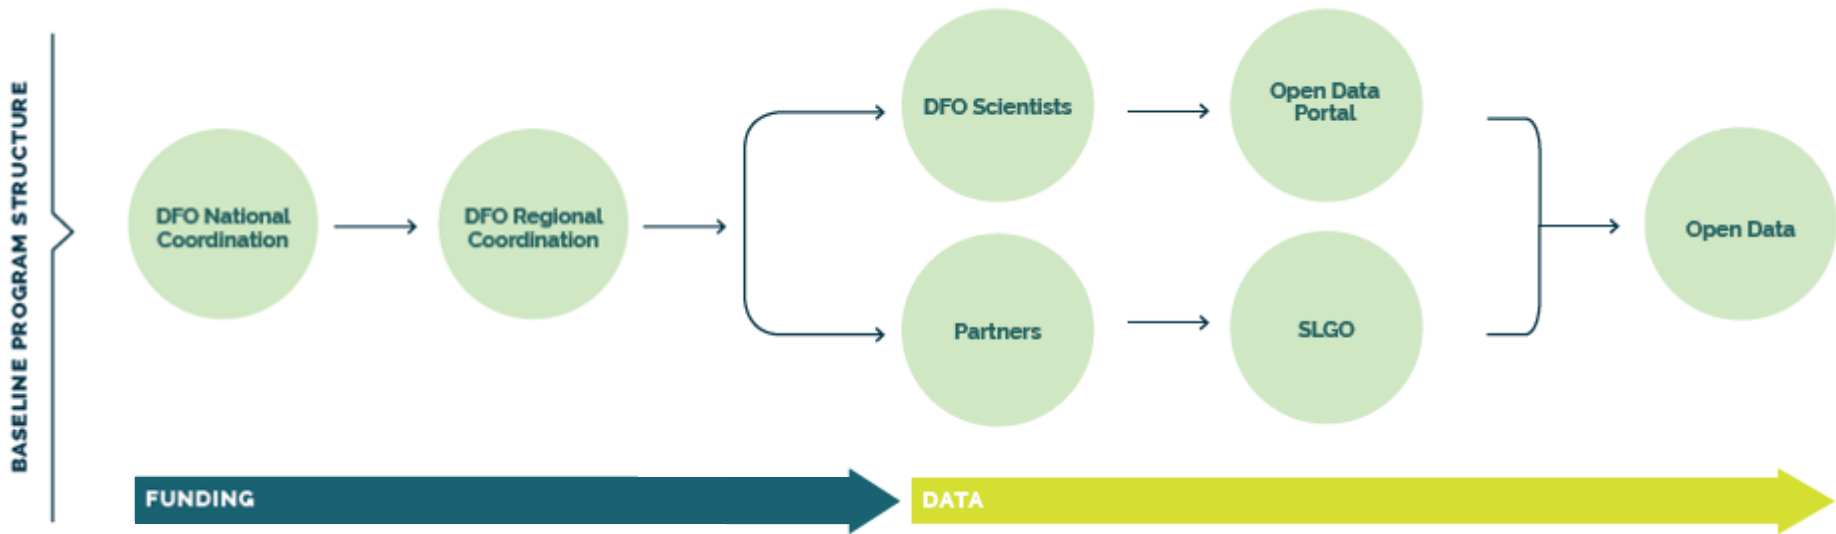 BASELINE PROGRAM STRUCTURE
DFO National
Coordination
DFO Regional
Coordination
DFO Scientists
Open Data
Portal
Partners
SLGO
Open Data
FUNDING
DATA